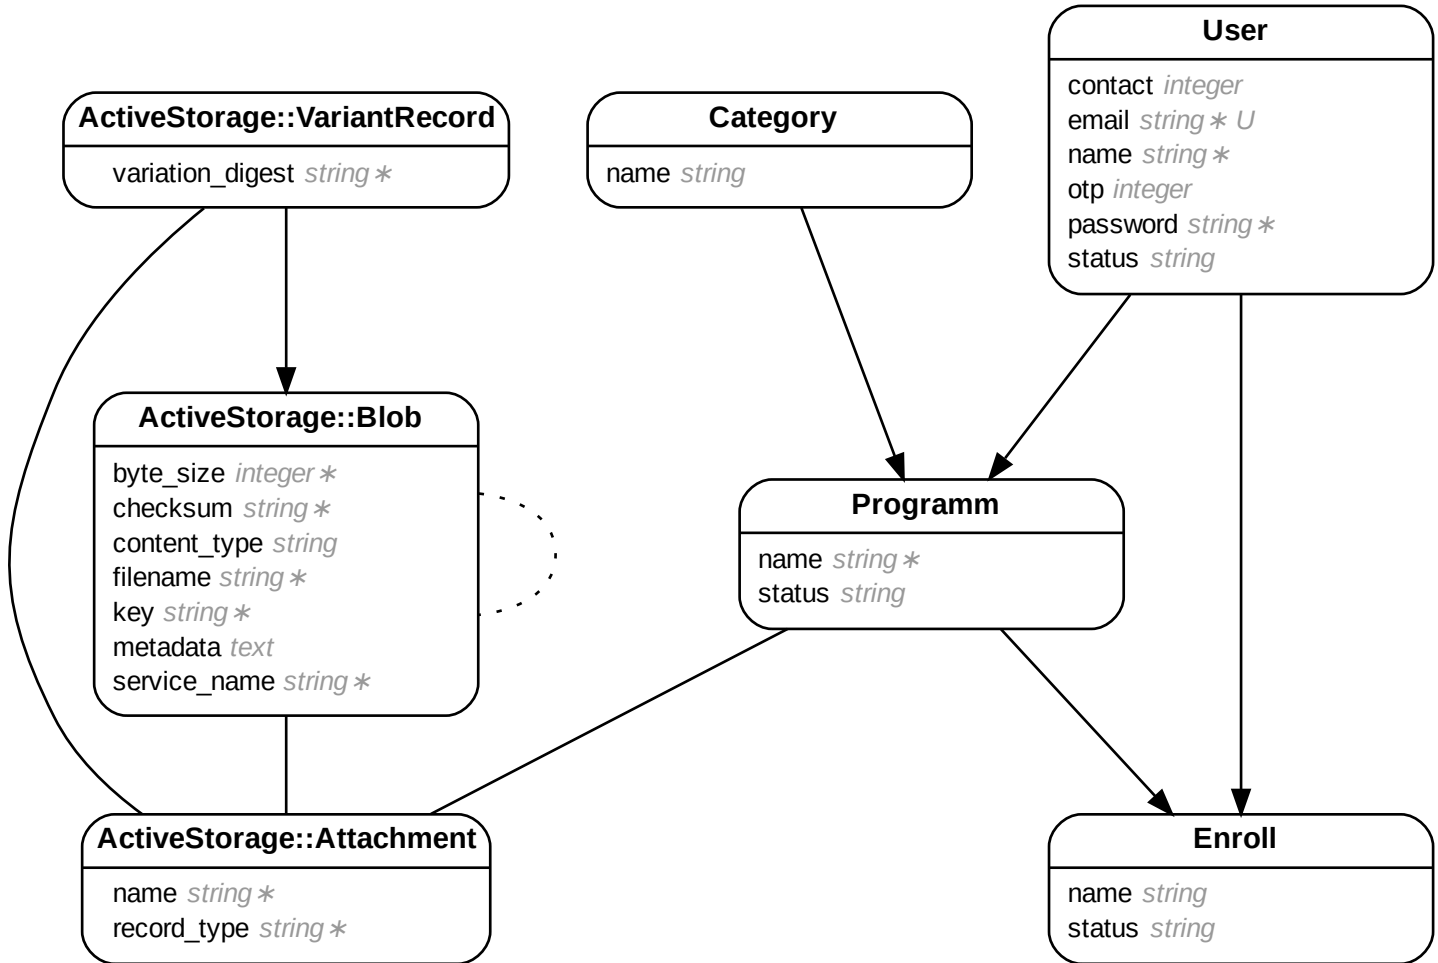 User
contact integer
email string ∗ U
name string ∗
otp integer
password string ∗
status string
ActiveStorage::VariantRecord
variation_digest string ∗
Category
name string
ActiveStorage::Blob
byte_size integer ∗
checksum string ∗
content_type string
filename string ∗
key string ∗
metadata text
service_name string ∗
Programm
name string ∗
status string
ActiveStorage::Attachment
name string ∗
record_type string ∗
Enroll
name string
status string